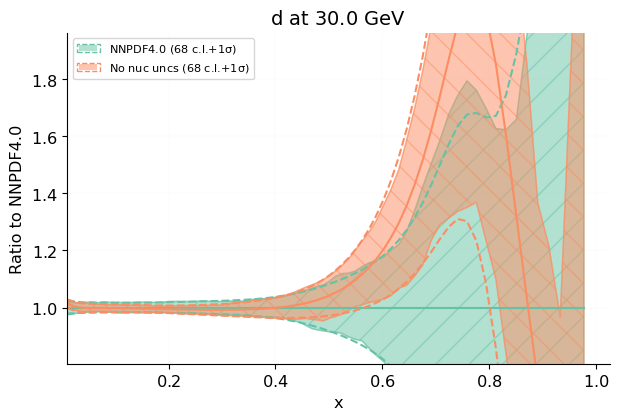 d at 30.0 GeV
NNPDF4.0 (68 c.l.+1σ)
No nuc uncs (68 c.l.+1σ)
Ratio to NNPDF4.0
1.8
1.6
1.4
1.2
1.0
0.2 0.4 0.6 0.8 1.0
x